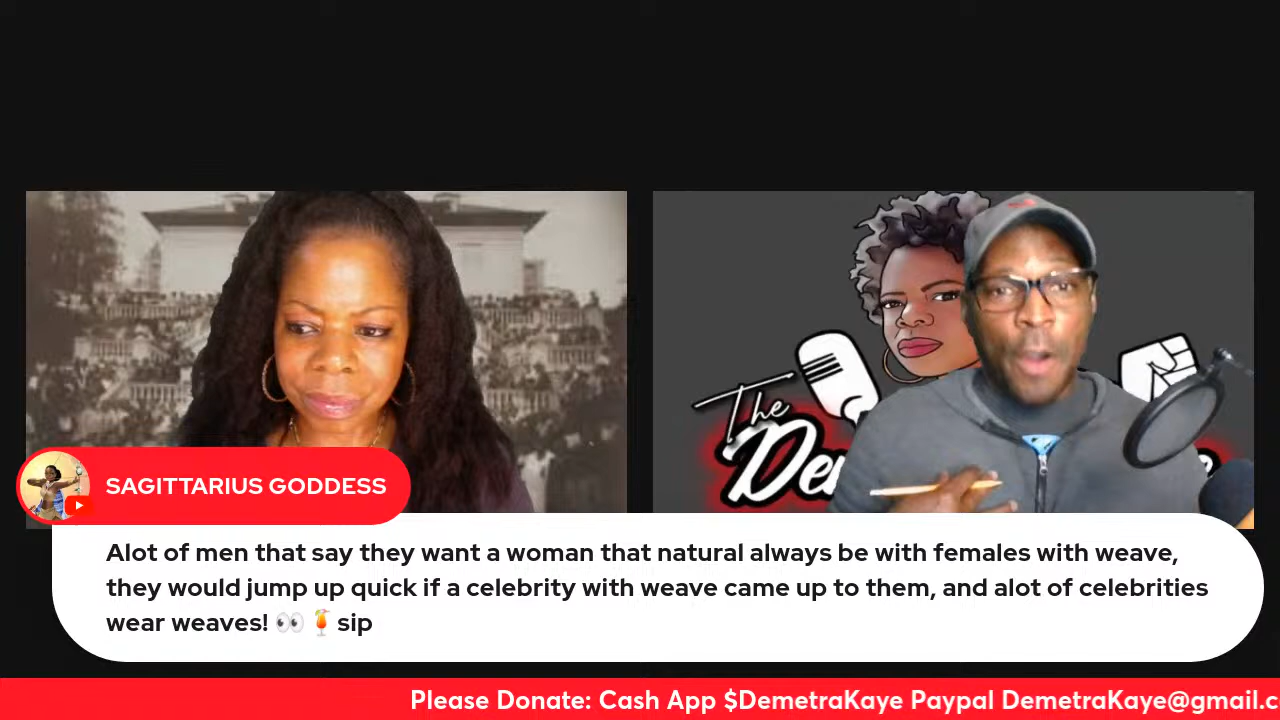 The
De
SAGITTARIUS GODDESS
Alot of men that say they want a woman that natural always be with females with weave,
they would jump up quick if a celebrity with weave came up to them, and alot of celebrities
wear weaves! 👀🍹sip
Please Donate: Cash App $DemetraKaye Paypal DemetraKaye@gmail.c